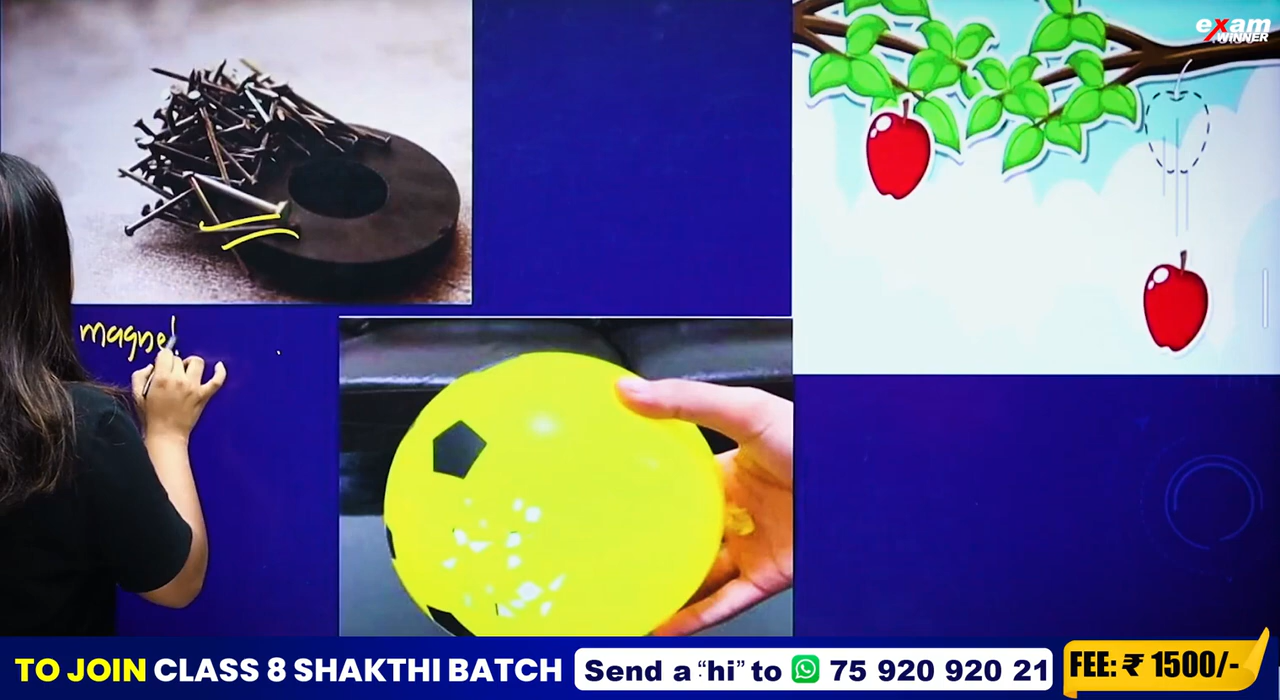 exam
WINNER
magnet
TO JOIN CLASS 8 SHAKTHI BATCH
Send a “hi” to 75 920 920 21
FEE: ₹ 1500/-